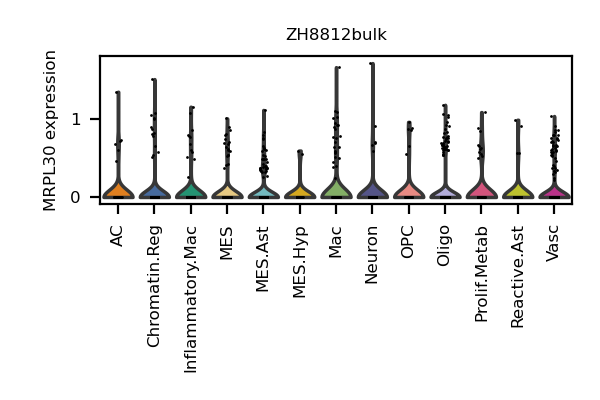 ZH8812bulk
MRPL30 expression
1
0
AC
Chromatin.Reg
Inflammatory.Mac
MES
MES.Ast
MES.Hyp
Mac
Neuron
OPC
Oligo
Prolif.Metab
Reactive.Ast
Vasc